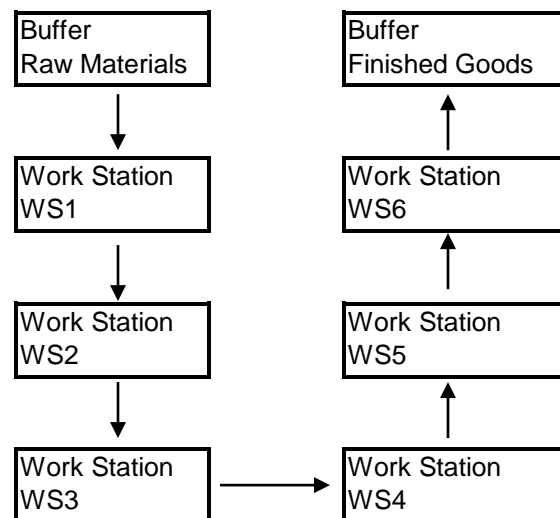 Buffer
Raw Materials
Work Station
WS1
Work Station
WS2
Work Station
WS3
Work Station
WS4
Work Station
WS5
Work Station
WS6
Buffer
Finished Goods